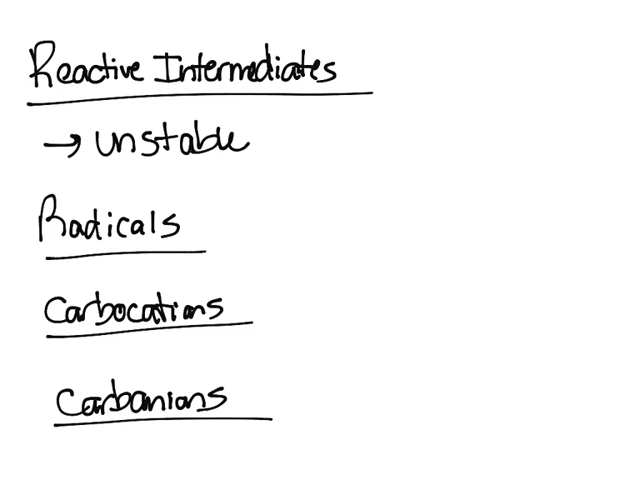 Reactive Intermediates
→ unstable
Radicals
Carbocations
Carbanions